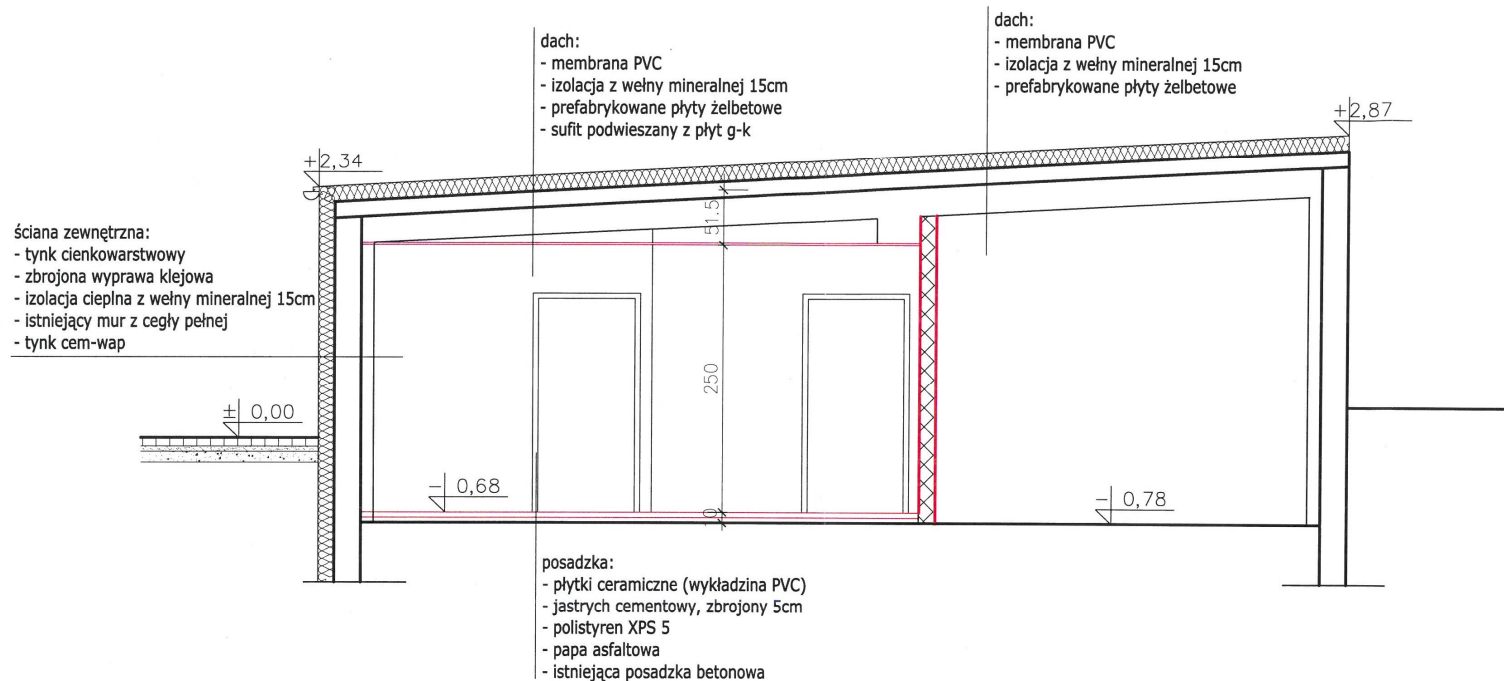 dach:
- membrana PVC
- izolacja z wełny mineralnej 15cm
- prefabrykowane płyty żelbetowe
- sufit podwieszany z płyt g-k
dach:
- membrana PVC
- izolacja z wełny mineralnej 15cm
- prefabrykowane płyty żelbetowe
+2,87
+2,34
51.5
ściana zewnętrzna:
- tynk cienkowarstwowy
- zbrojona wyprawa klejowa
- izolacja cieplna z wełny mineralnej 15cm
- istniejący mur z cegły pełnej
- tynk cem-wap
250
± 0,00
- 0,68
- 0,78
10
posadzka:
- płytki ceramiczne (wykładzina PVC)
- jastrych cementowy, zbrojony 5cm
- polistyren XPS 5
- papa asfaltowa
- istniejąca posadzka betonowa